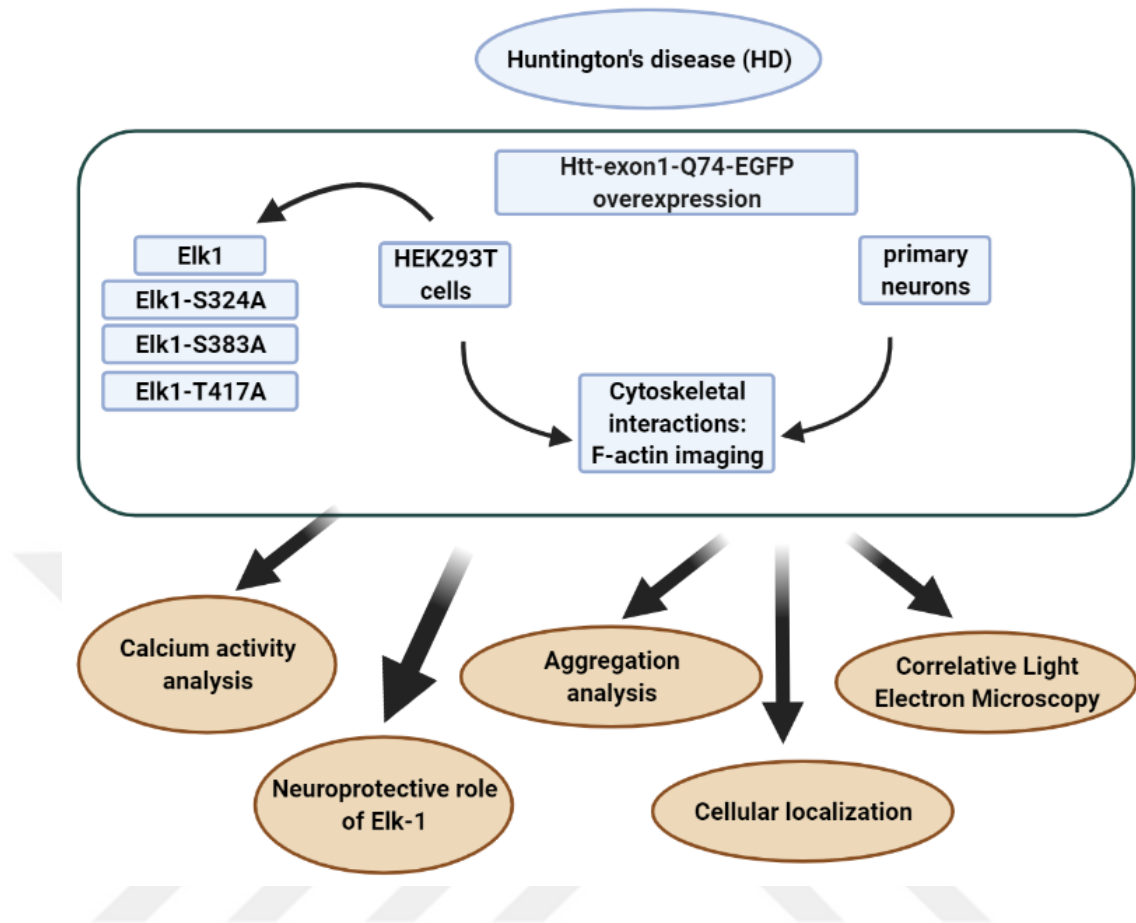 Huntington's disease (HD)
Htt-exon1-Q74-EGFP
overexpression
Elk1
Elk1-S324A
Elk1-S383A
Elk1-T417A
HEK293T
cells
primary
neurons
Cytoskeletal
interactions:
F-actin imaging
Calcium activity
analysis
Neuroprotective role
of Elk-1
Aggregation
analysis
Cellular localization
Correlative Light
Electron Microscopy